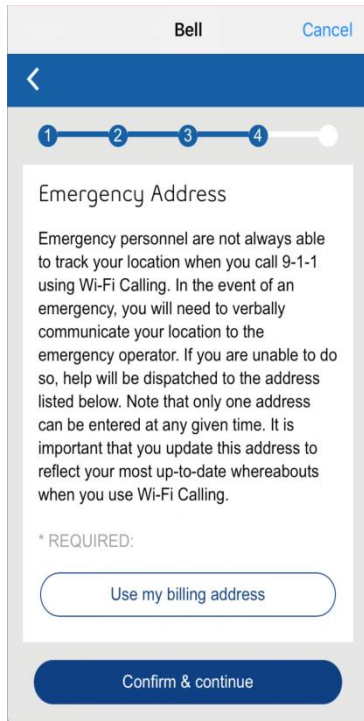 Bell Cancel
1 2 3 4
Emergency Address
Emergency personnel are not always able
to track your location when you call 9-1-1
using Wi-Fi Calling. In the event of an
emergency, you will need to verbally
communicate your location to the
emergency operator. If you are unable to do
so, help will be dispatched to the address
listed below. Note that only one address
can be entered at any given time. It is
important that you update this address to
reflect your most up-to-date whereabouts
when you use Wi-Fi Calling.
* REQUIRED:
Use my billing address
Confirm & continue